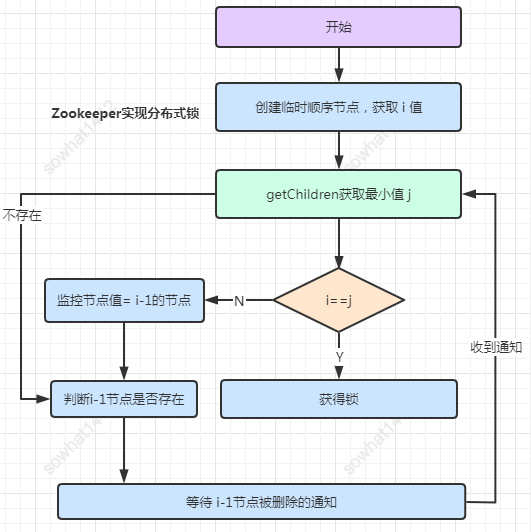 开始
创建临时顺序节点，获取 i 值
Zookeeper实现分布式锁
getChildren获取最小值 j
不存在
监控节点值= i-1的节点
N
i==j
收到通知
Y
判断i-1节点是否存在
获得锁
等待 i-1节点被删除的通知
sowhat1412
sowhat14
sowhat14
sowhat14